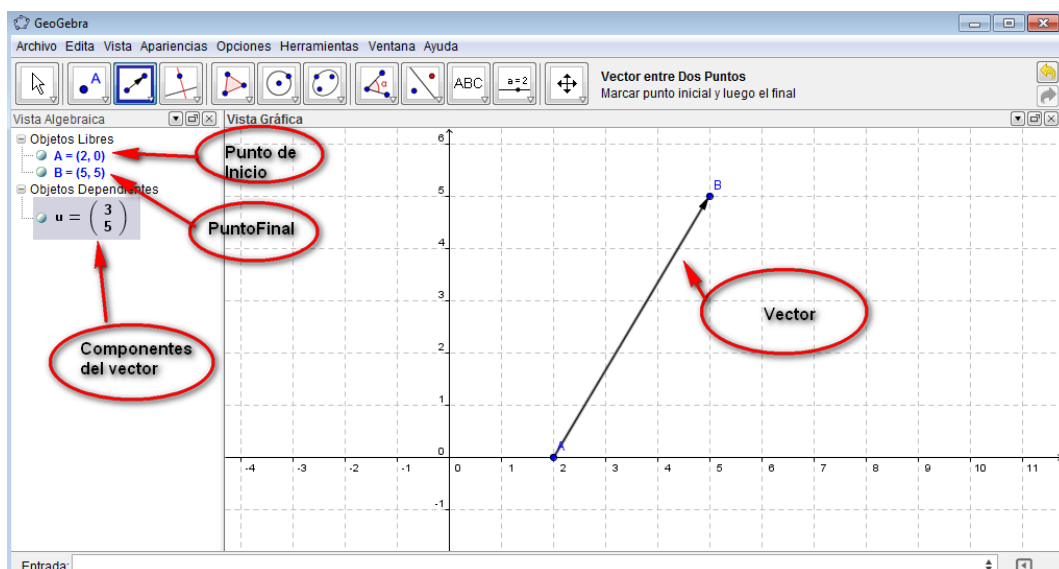 GeoGebra
Archivo Edita Vista Apariencias Opciones Herramientas Ventana Ayuda
A
α
ABC
a=2
Vector entre Dos Puntos
Marcar punto inicial y luego el final
Vista Algebraica
Vista Gráfica
Objetos Libres
A = (2, 0)
B = (5, 5)
Objetos Dependientes
u = ( 3
5 )
Punto de
Inicio
PuntoFinal
Componentes
del vector
Vector
6
5
4
3
2
1
0
-1
-4 -3 -2 -1 0 1 2 3 4 5 6 7 8 9 10 11
A
B
Entrada: